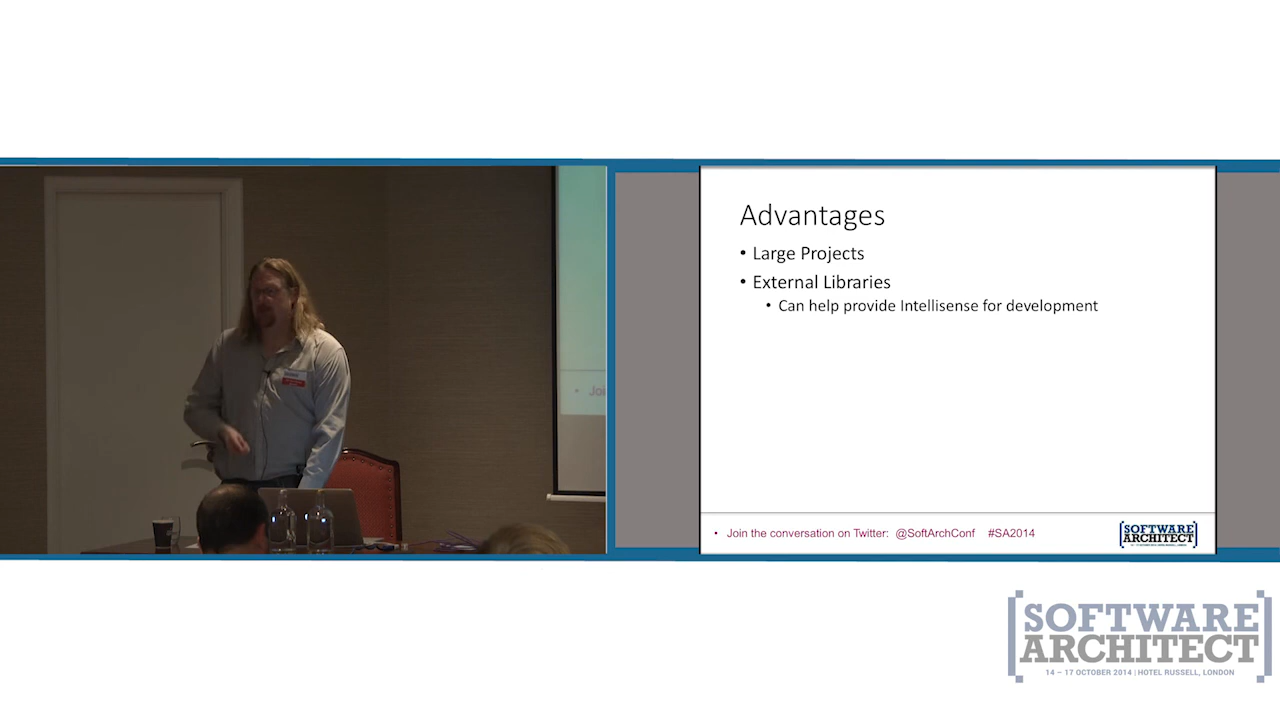 Advantages
• Large Projects
• External Libraries
• Can help provide Intellisense for development
• Join the conversation on Twitter: @SoftArchConf #SA2014
[SOFTWARE
ARCHITECT]
• Joi
[SOFTWARE
ARCHITECT]
14 – 17 OCTOBER 2014 | HOTEL RUSSELL, LONDON